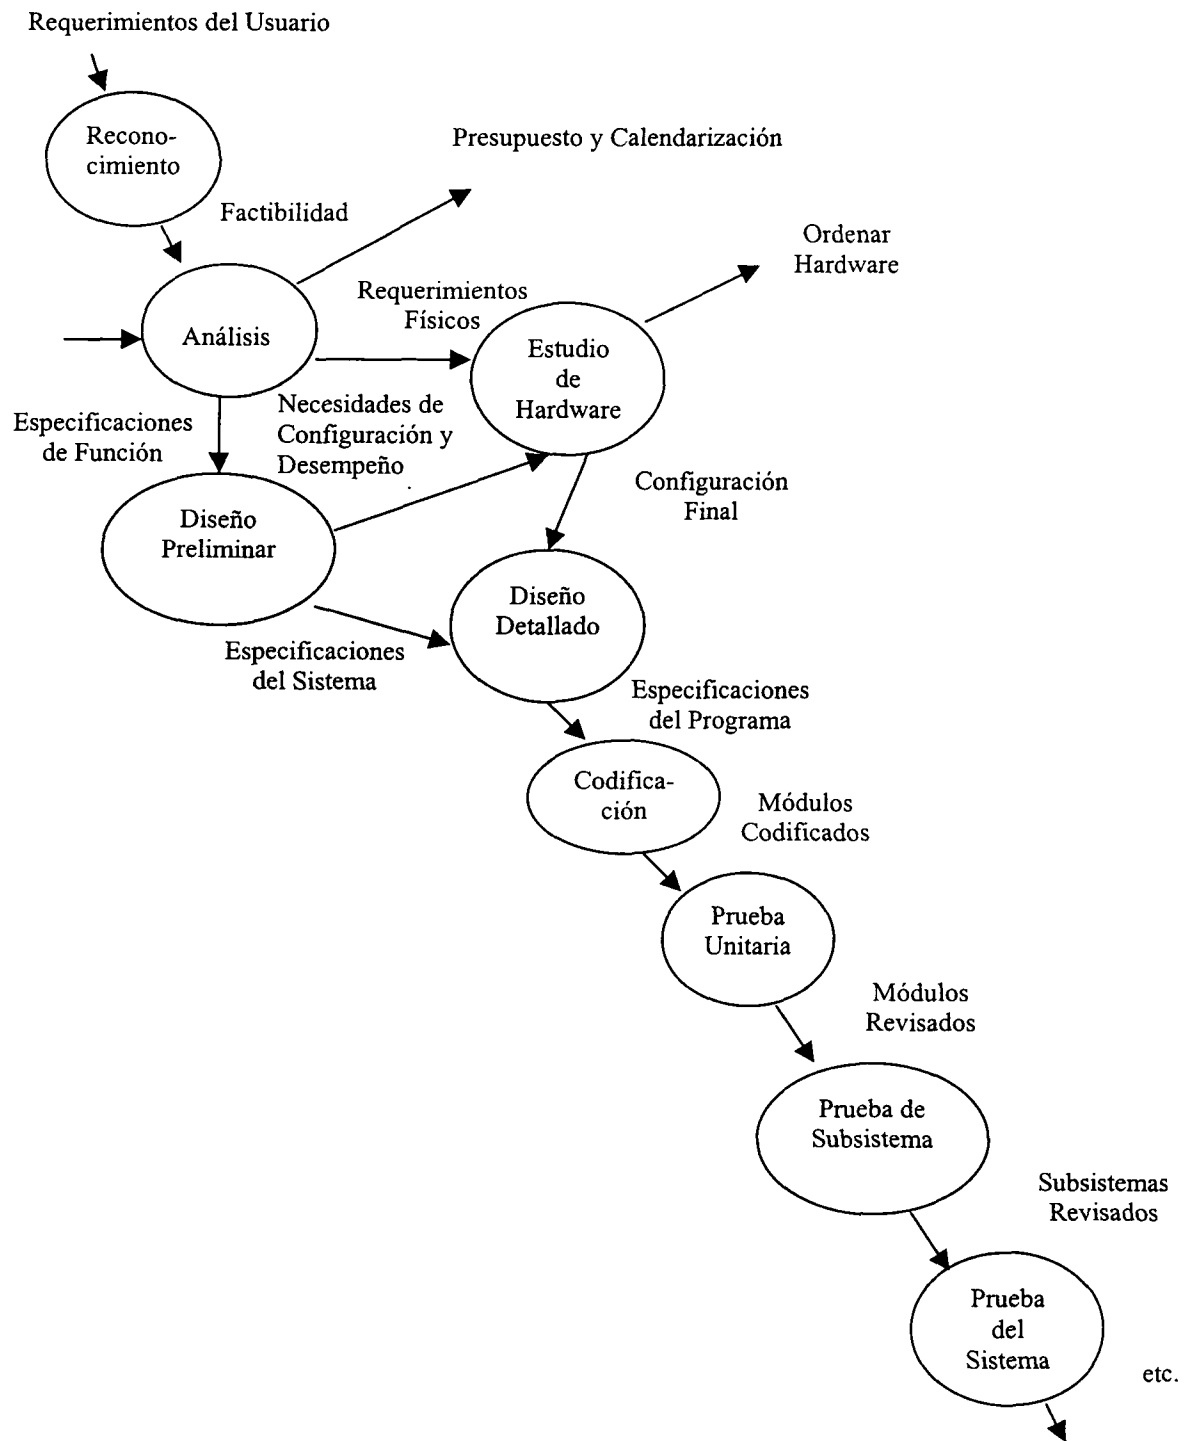 Requerimientos del Usuario
Recono-
cimiento
Presupuesto y Calendarización
Factibilidad
Ordenar
Hardware
Requerimientos
Físicos
Análisis
Estudio
de
Hardware
Especificaciones
de Función
Necesidades de
Configuración y
Desempeño
Configuración
Final
Diseño
Preliminar
Diseño
Detallado
Especificaciones
del Sistema
Especificaciones
del Programa
Codifica-
ción
Módulos
Codificados
Prueba
Unitaria
Módulos
Revisados
Prueba de
Subsistema
Subsistemas
Revisados
Prueba
del
Sistema
etc.